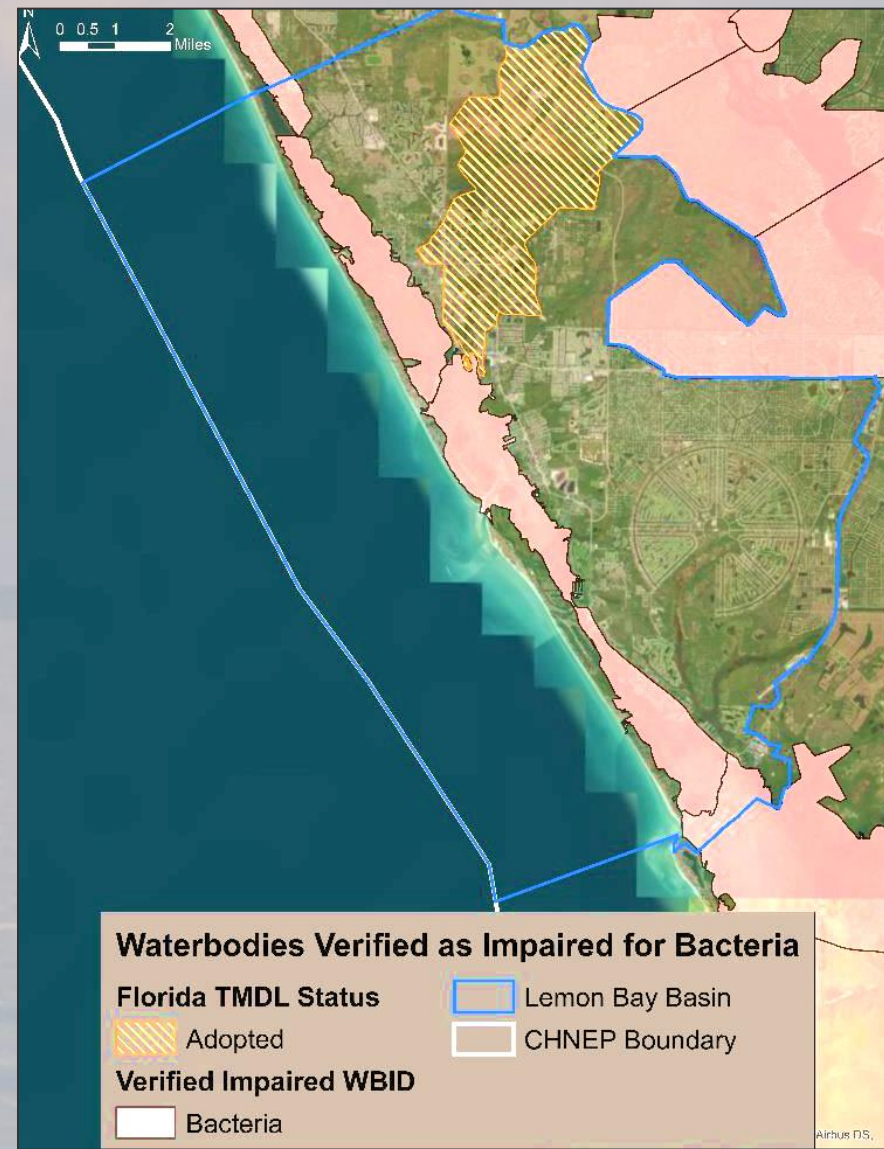 N
0 0.5 1 2
Miles
Waterbodies Verified as Impaired for Bacteria
Florida TMDL Status
Adopted
Verified Impaired WBID
Bacteria
Lemon Bay Basin
CHNEP Boundary
Airbus DS,